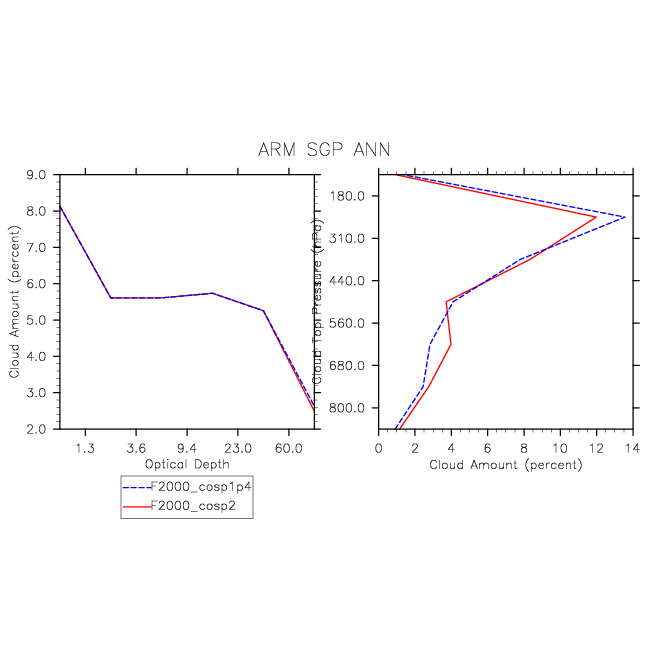 ARM SGP ANN
9.0
8.0
7.0
6.0
5.0
4.0
3.0
2.0
Cloud Amount (percent)
1.3 3.6 9.4 23.0 60.0
Optical Depth
180.0
310.0
440.0
560.0
680.0
800.0
Cloud Top Pressure (hPa)
0 2 4 6 8 10 12 14
Cloud Amount (percent)
F2000_cosp1p4
F2000_cosp2